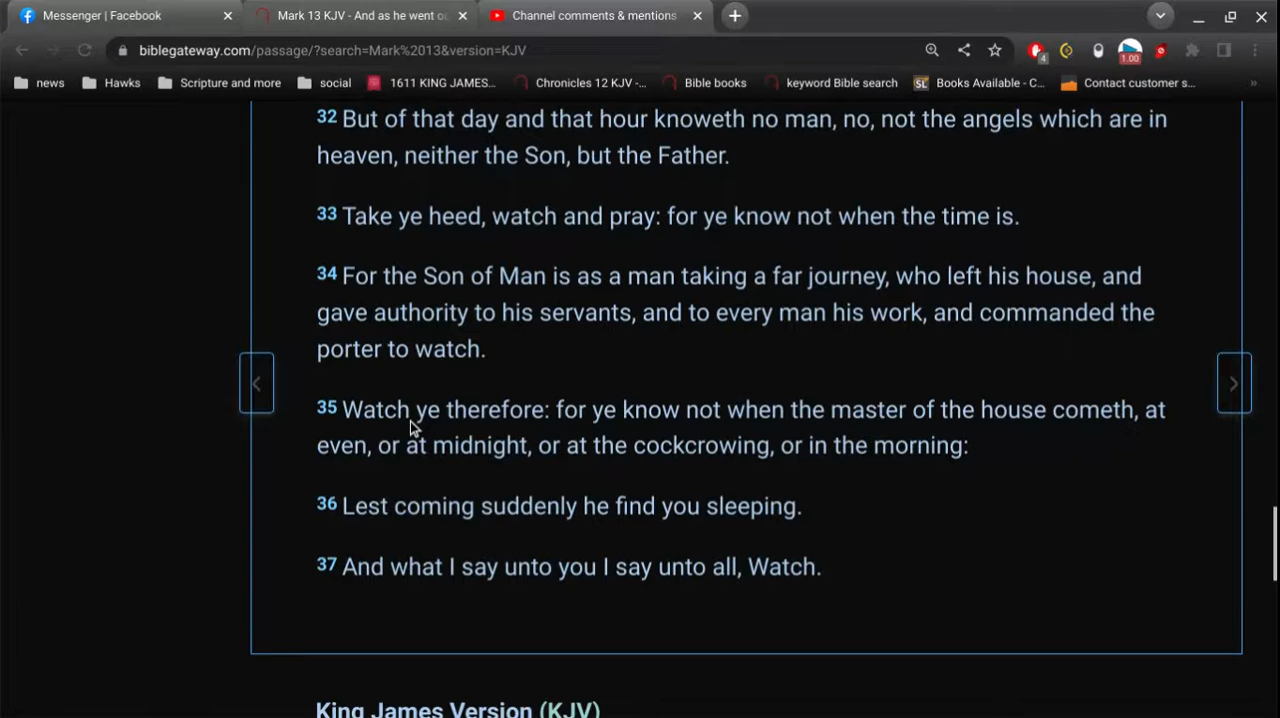 Messenger | Facebook
Mark 13 KJV - And as he went ou
Channel comments & mentions
biblegateway.com/passage/?search=Mark%2013&version=KJV
4
1.00
news
Hawks
Scripture and more
social
1611 KING JAMES...
Chronicles 12 KJV -...
Bible books
keyword Bible search
SL
Books Available - C...
Contact customer s...
32 But of that day and that hour knoweth no man, no, not the angels which are in
heaven, neither the Son, but the Father.
33 Take ye heed, watch and pray: for ye know not when the time is.
34 For the Son of Man is as a man taking a far journey, who left his house, and
gave authority to his servants, and to every man his work, and commanded the
porter to watch.
35 Watch ye therefore: for ye know not when the master of the house cometh, at
even, or at midnight, or at the cockcrowing, or in the morning:
36 Lest coming suddenly he find you sleeping.
37 And what I say unto you I say unto all, Watch.
King James Version (KJV)